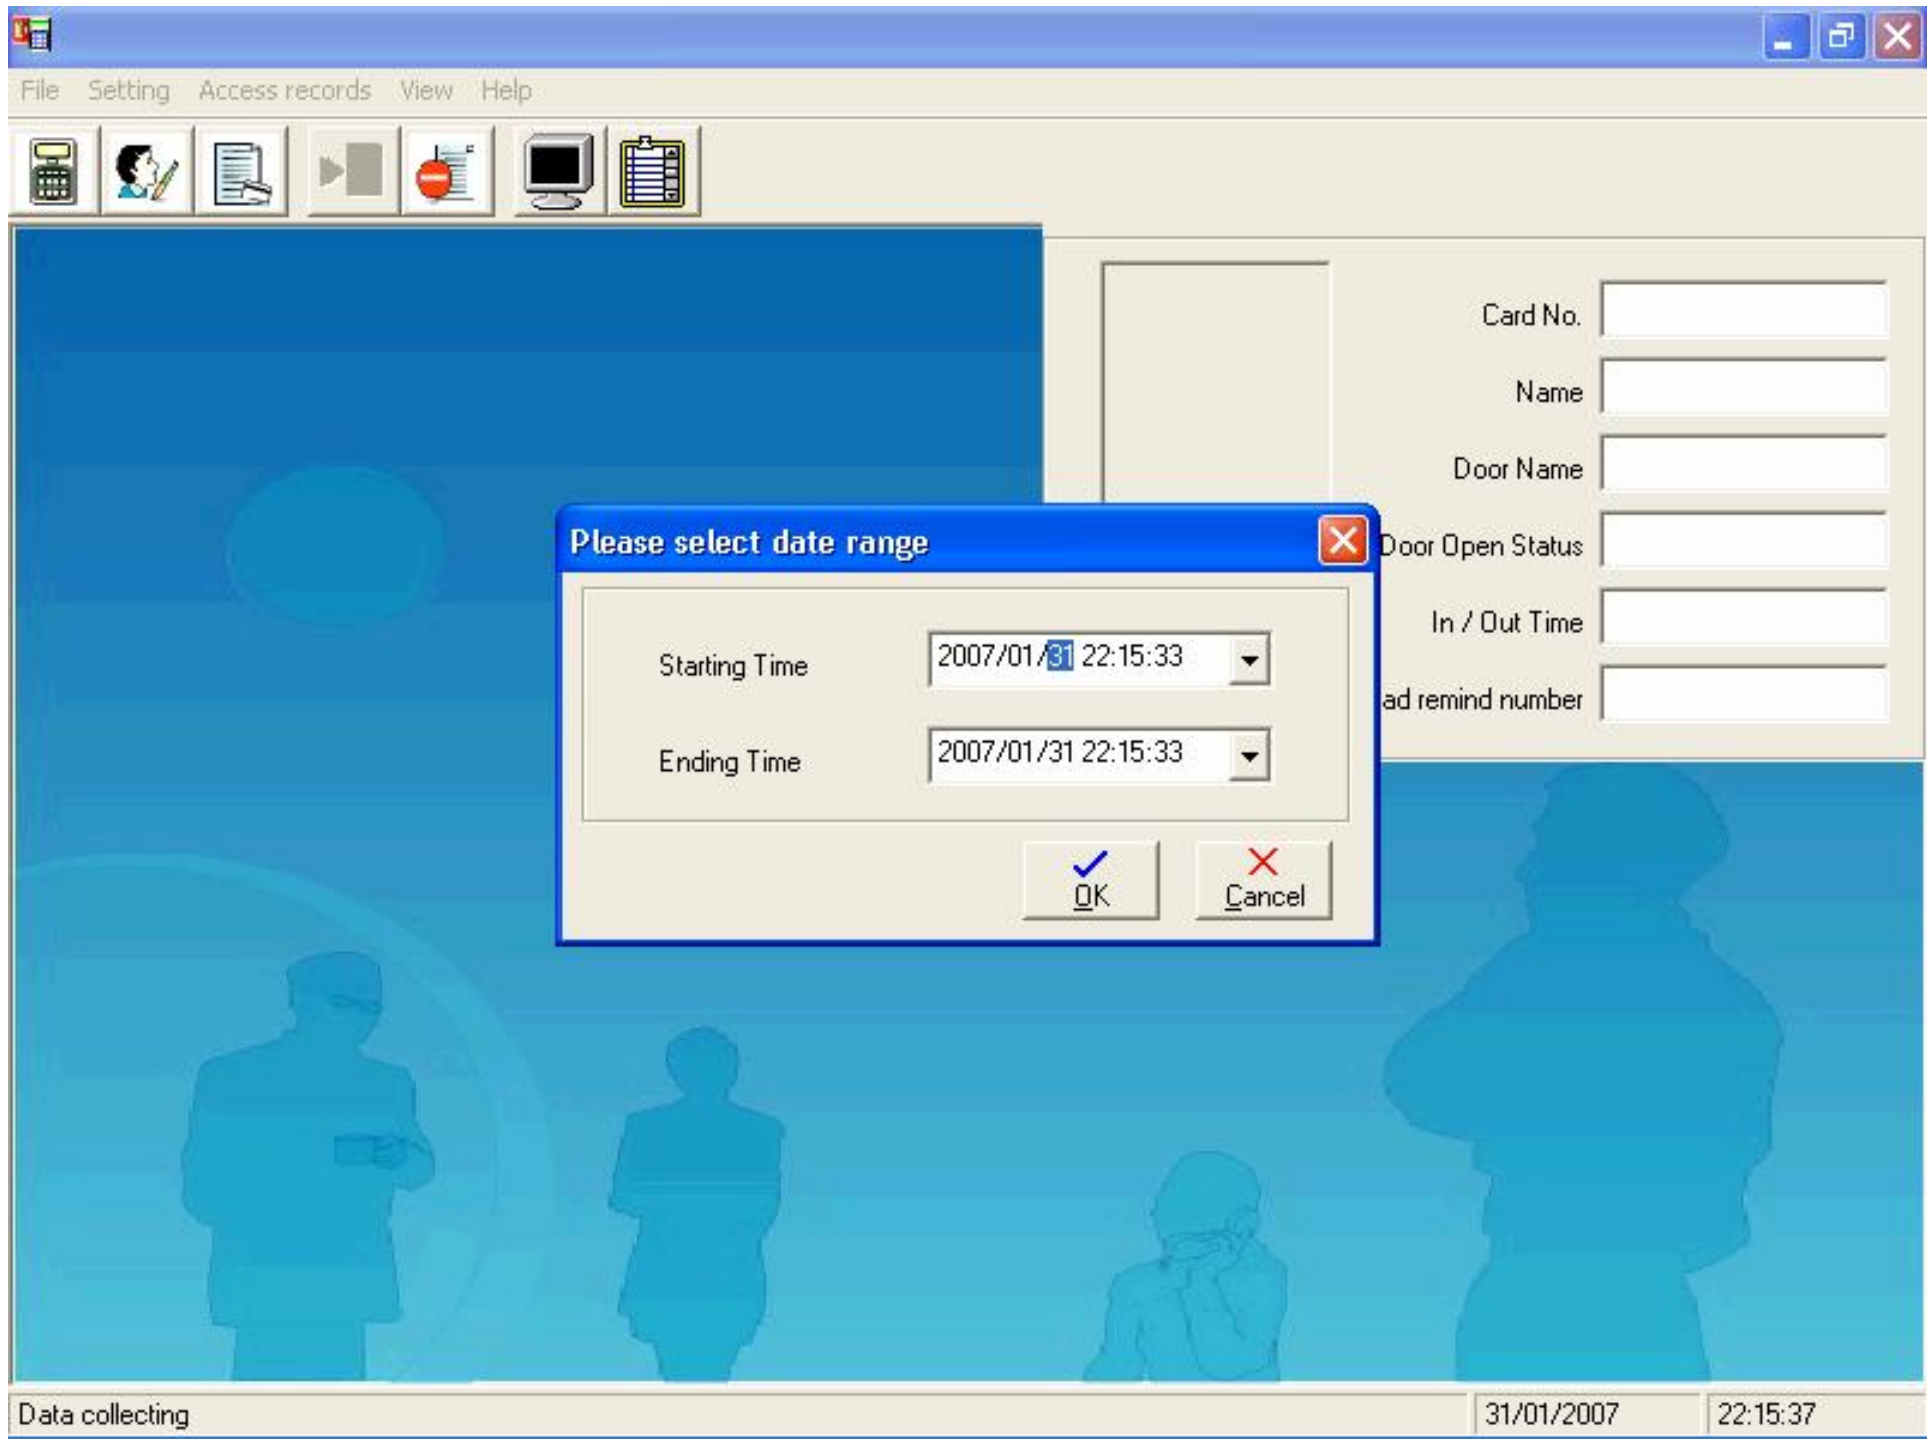 File Setting Access records View Help
Card No.
Name
Door Name
Please select date range
Door Open Status
Starting Time 2007/01/31 22:15:33
In / Out Time
ad remind number
Ending Time 2007/01/31 22:15:33
OK Cancel
Data collecting 31/01/2007 22:15:37